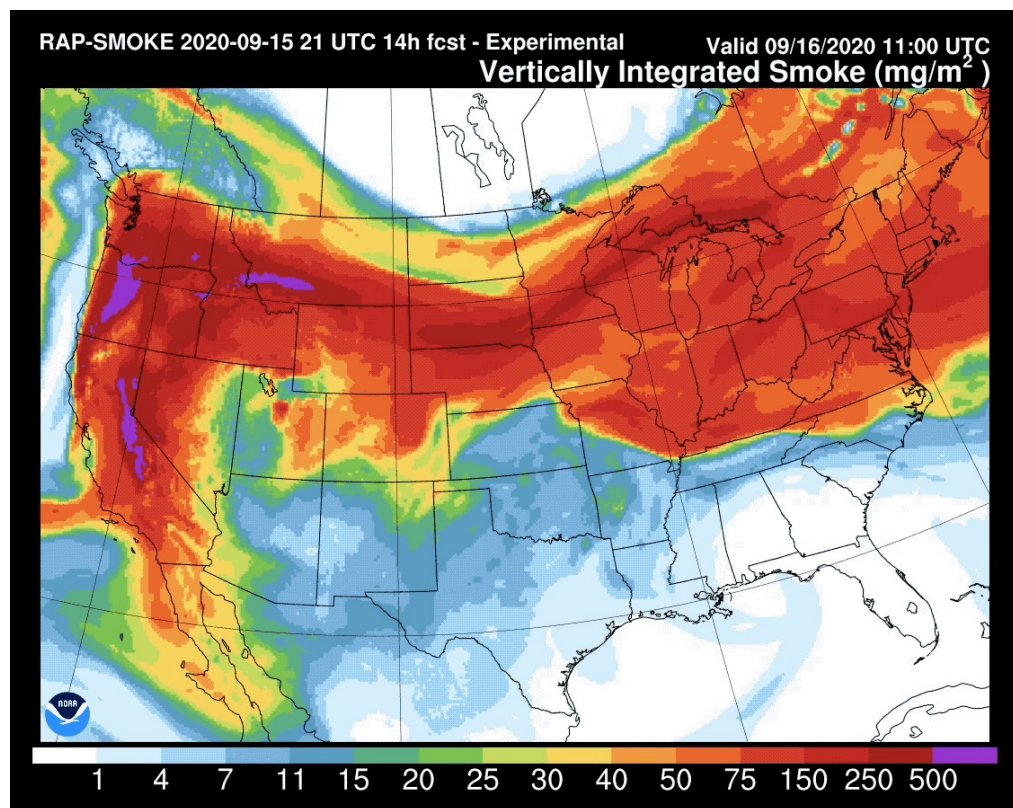 RAP-SMOKE 2020-09-15 21 UTC 14h fcst - Experimental
Valid 09/16/2020 11:00 UTC
Vertically Integrated Smoke (mg/m²)
NOAA
1 4 7 11 15 20 25 30 40 50 75 150 250 500